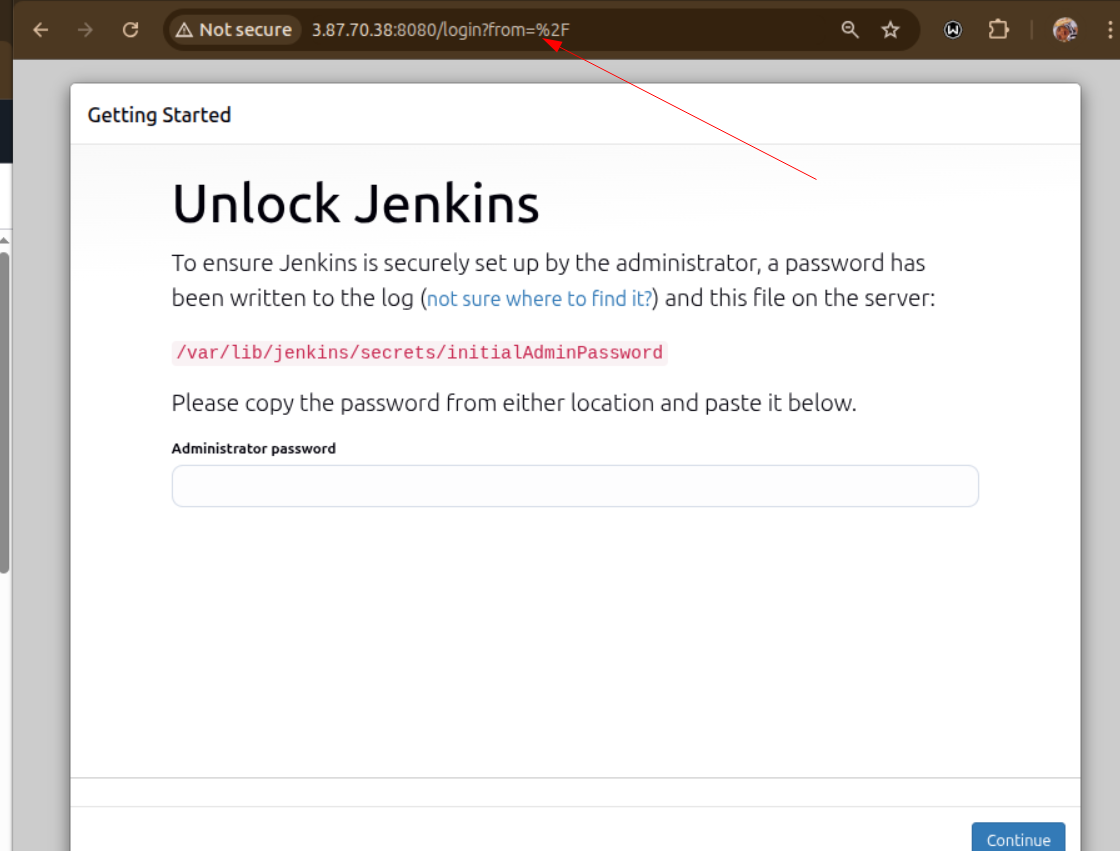 Not secure 3.87.70.38:8080/login?from=%2F
Getting Started
Unlock Jenkins
To ensure Jenkins is securely set up by the administrator, a password has
been written to the log (not sure where to find it?) and this file on the server:
/var/lib/jenkins/secrets/initialAdminPassword
Please copy the password from either location and paste it below.
Administrator password
Continue